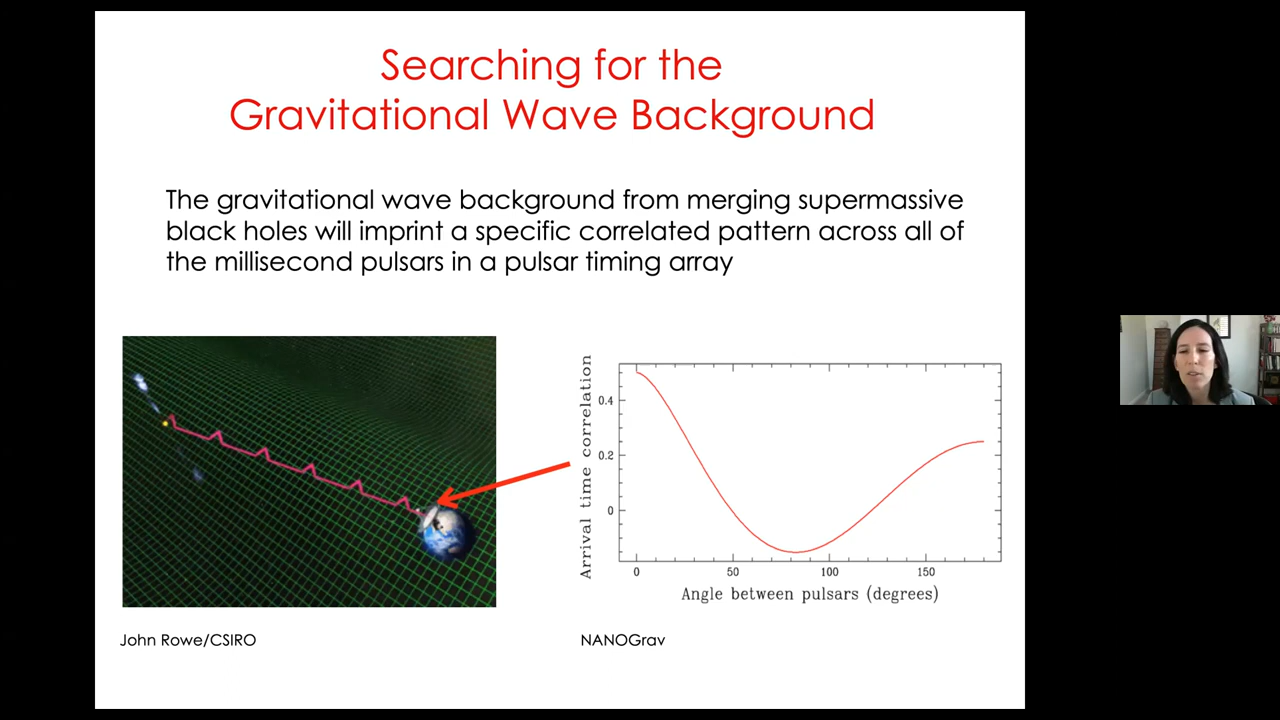 Searching for the
Gravitational Wave Background
The gravitational wave background from merging supermassive
black holes will imprint a specific correlated pattern across all of
the millisecond pulsars in a pulsar timing array
Arrival time correlation
0.4
0.2
0
0 50 100 150
Angle between pulsars (degrees)
John Rowe/CSIRO
NANOGrav